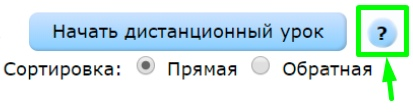 Начать дистанционный урок ?
Сортировка: Прямая Обратная